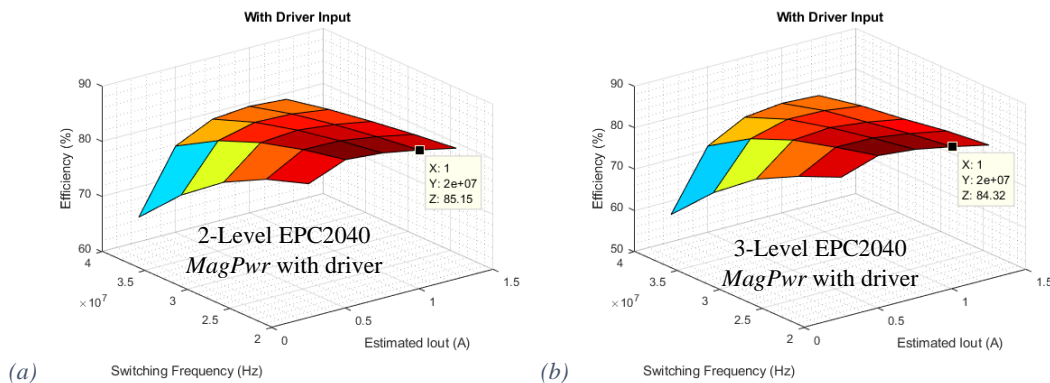 With Driver Input
90
80
70
60
Efficiency (%)
4
3.5
3
2.5
2
× 10^7
0
0.5
1
1.5
X: 1
Y: 2e+07
Z: 85.15
2-Level EPC2040
MagPwr with driver
Estimated Iout (A)
Switching Frequency (Hz)
(a)
With Driver Input
90
80
70
60
50
Efficiency (%)
4
3.5
3
2.5
2
× 10^7
0
0.5
1
1.5
X: 1
Y: 2e+07
Z: 84.32
3-Level EPC2040
MagPwr with driver
Estimated Iout (A)
Switching Frequency (Hz)
(b)